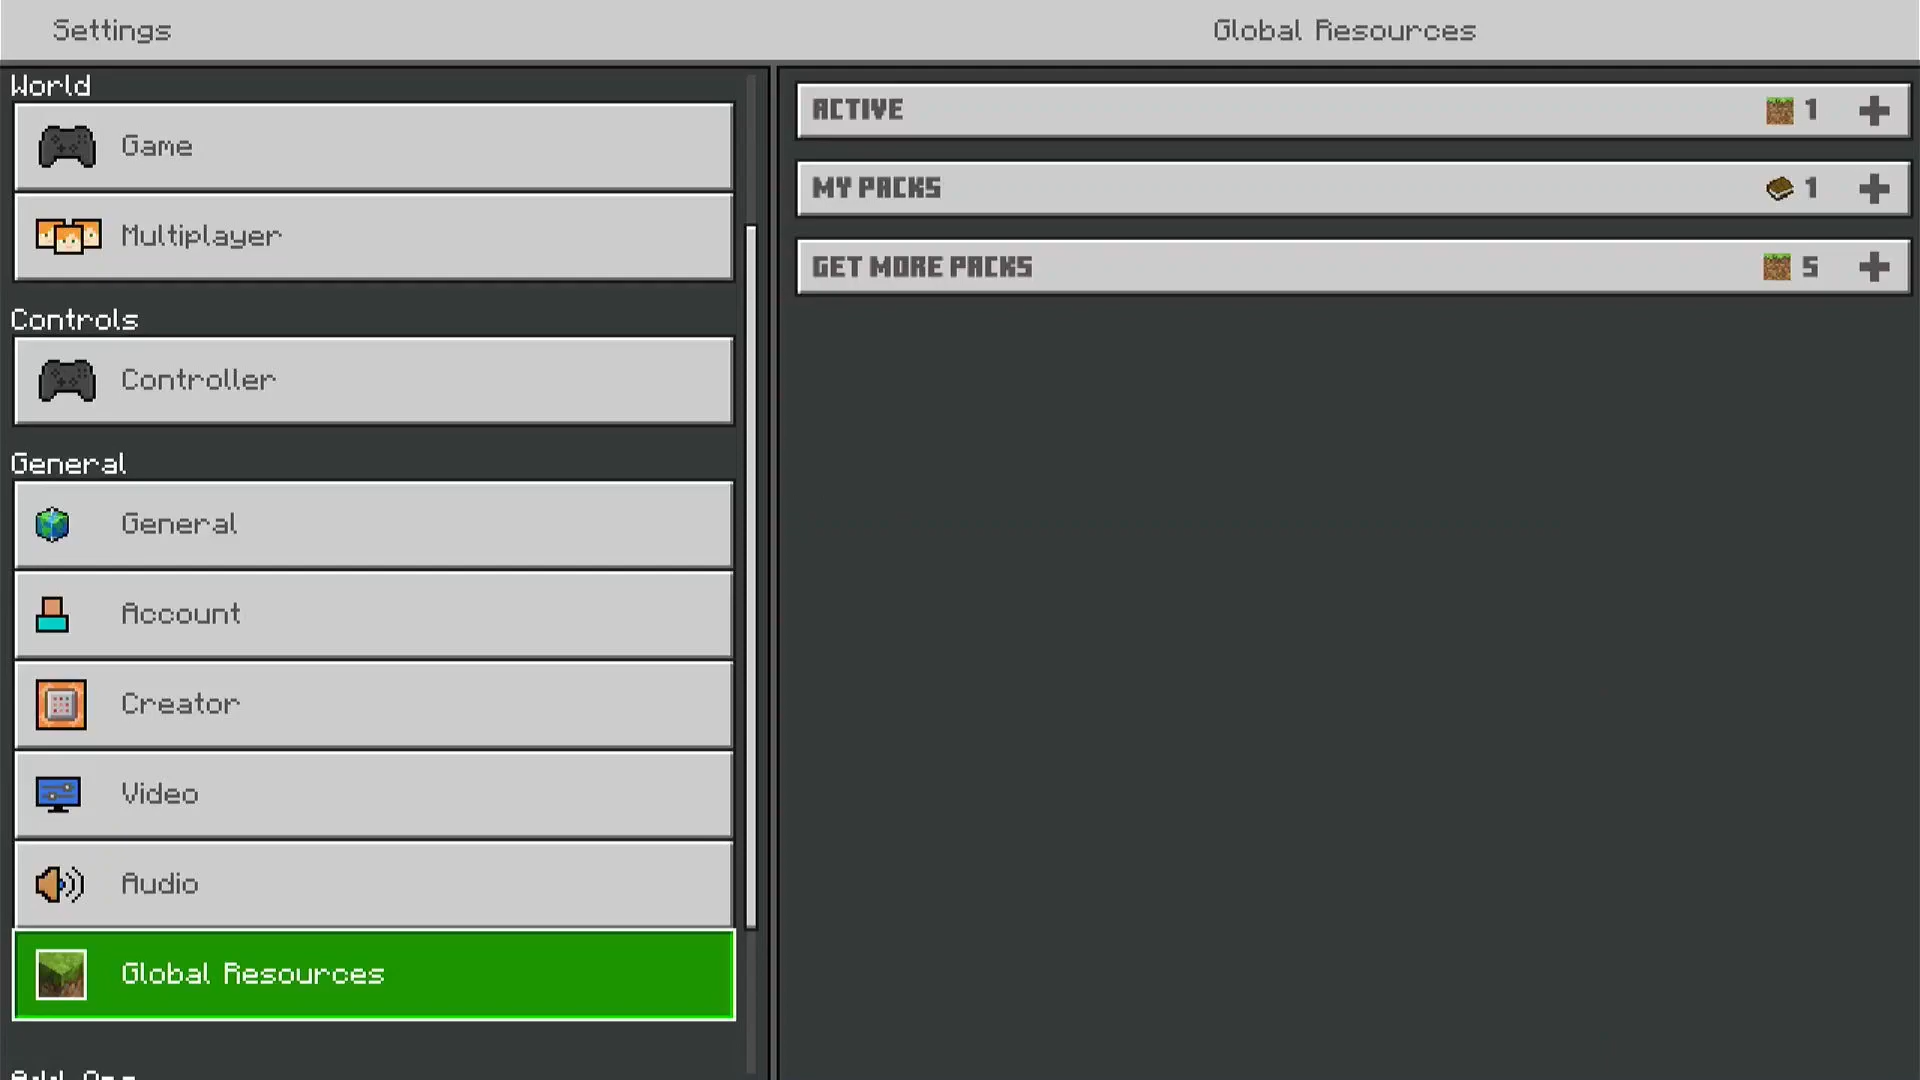 Settings
Global Resources
World
Game
Multiplayer
Controls
Controller
General
General
Account
Creator
Video
Audio
Global Resources
ACTIVE 1
MY PACKS 1
GET MORE PACKS 5